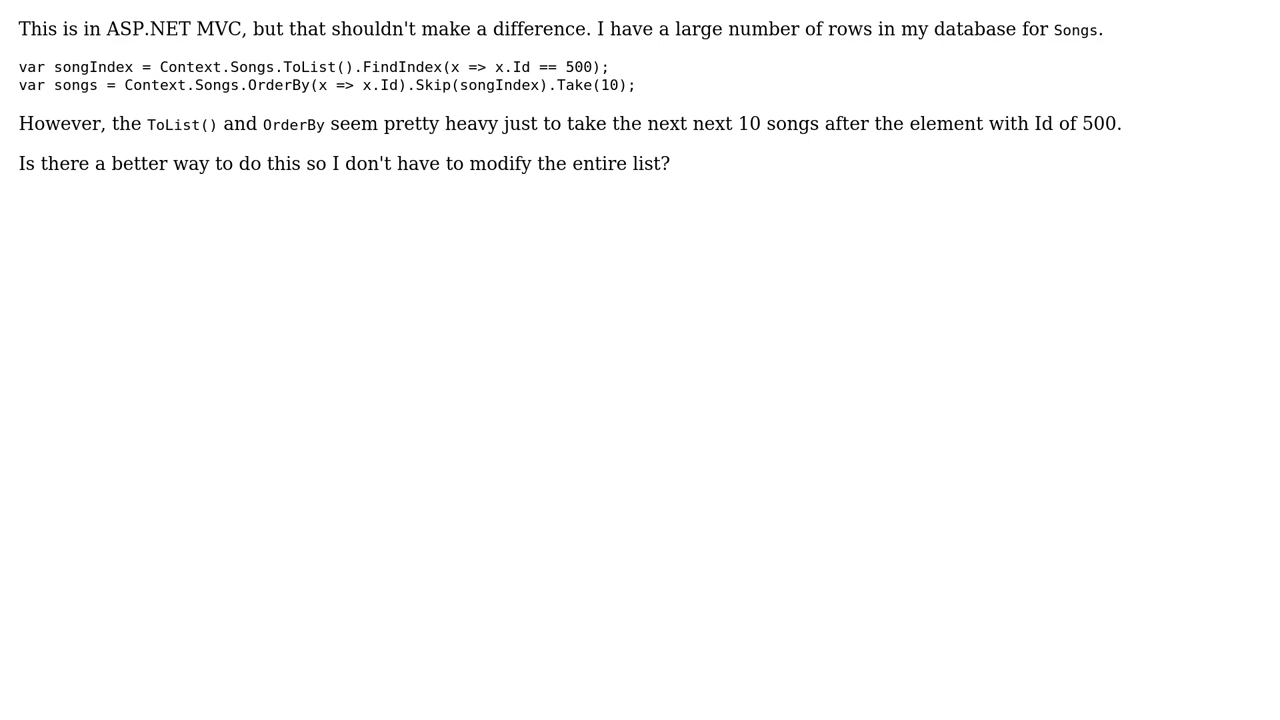 This is in ASP.NET MVC, but that shouldn't make a difference. I have a large number of rows in my database for Songs.
var songIndex = Context.Songs.ToList().FindIndex(x => x.Id == 500);
var songs = Context.Songs.OrderBy(x => x.Id).Skip(songIndex).Take(10);
However, the ToList() and OrderBy seem pretty heavy just to take the next next 10 songs after the element with Id of 500.
Is there a better way to do this so I don't have to modify the entire list?